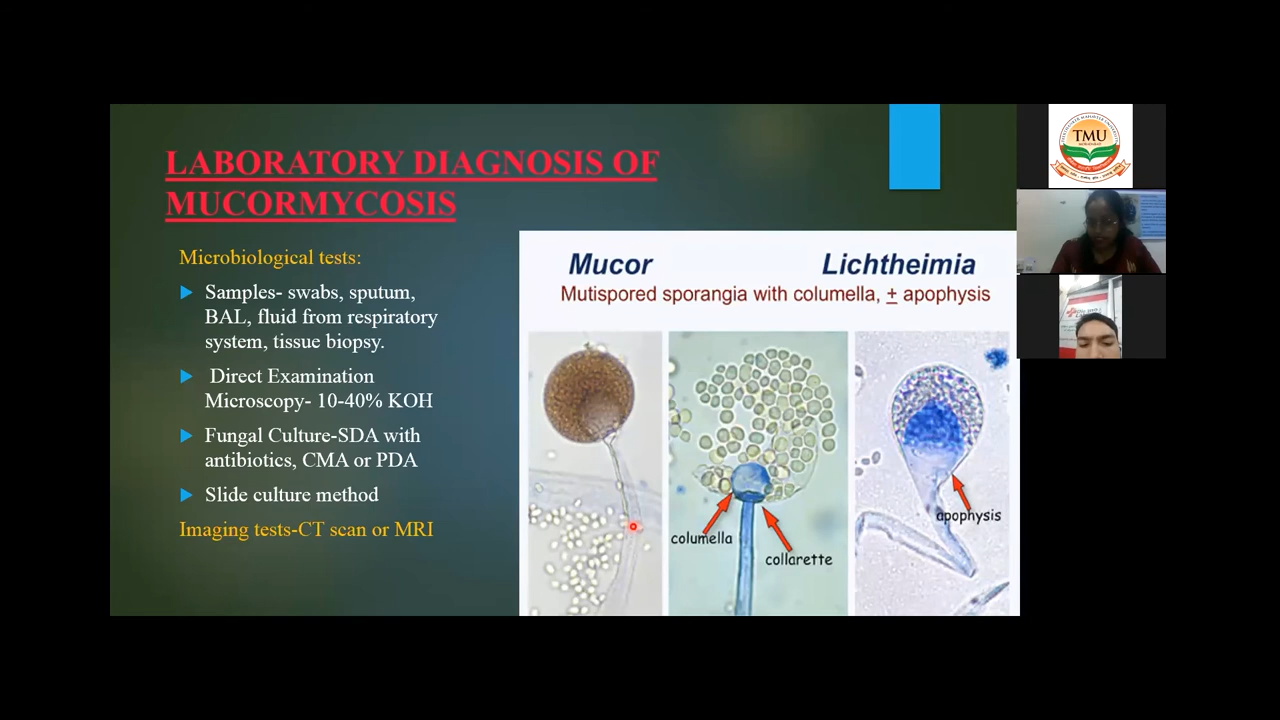 LABORATORY DIAGNOSIS OF
MUCORMYCOSIS
Microbiological tests:
Samples- swabs, sputum,
BAL, fluid from respiratory
system, tissue biopsy.
Direct Examination
Microscopy- 10-40% KOH
Fungal Culture-SDA with
antibiotics, CMA or PDA
Slide culture method
Imaging tests-CT scan or MRI
Mucor
Lichtheimia
Mutispored sporangia with columella, ± apophysis
columella
collarette
apophysis
TMU